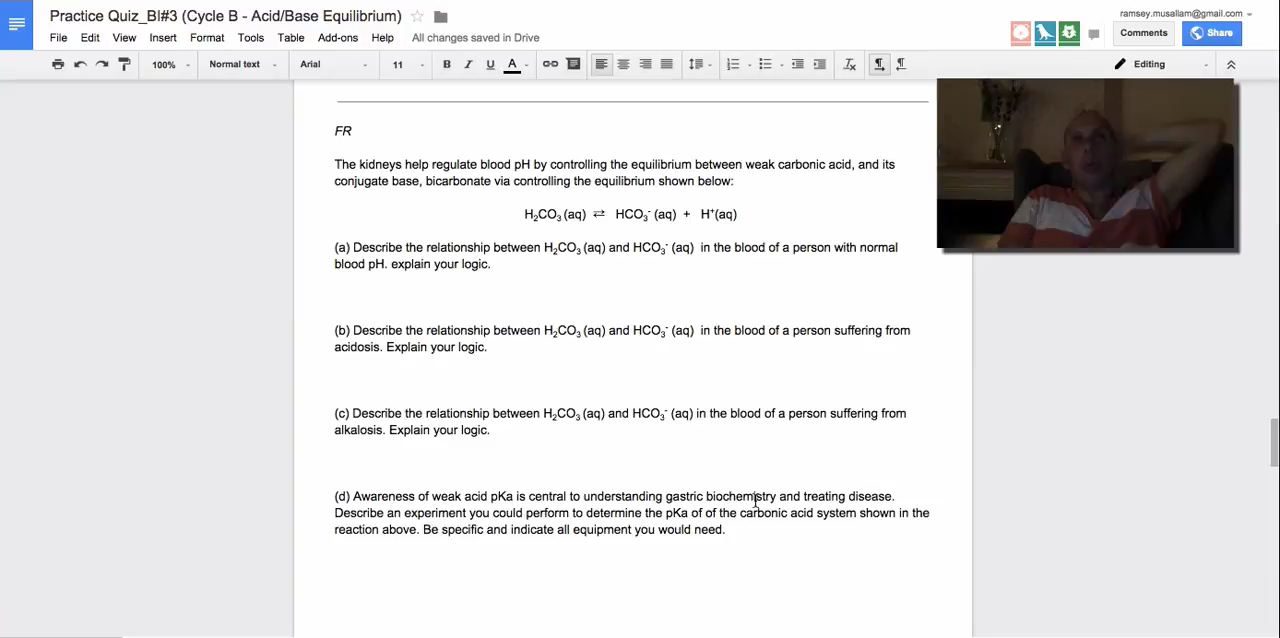 Practice Quiz_BI#3 (Cycle B - Acid/Base Equilibrium)
ramsey.musallam@gmail.com
File Edit View Insert Format Tools Table Add-ons Help All changes saved in Drive
Comments Share
100% Normal text Arial 11 B I U A Editing
FR
The kidneys help regulate blood pH by controlling the equilibrium between weak carbonic acid, and its
conjugate base, bicarbonate via controlling the equilibrium shown below:
H₂CO₃ (aq) ⇄ HCO₃⁻ (aq) + H⁺(aq)
(a) Describe the relationship between H₂CO₃ (aq) and HCO₃⁻ (aq) in the blood of a person with normal
blood pH. explain your logic.
(b) Describe the relationship between H₂CO₃ (aq) and HCO₃⁻ (aq) in the blood of a person suffering from
acidosis. Explain your logic.
(c) Describe the relationship between H₂CO₃ (aq) and HCO₃⁻ (aq) in the blood of a person suffering from
alkalosis. Explain your logic.
(d) Awareness of weak acid pKa is central to understanding gastric biochemistry and treating disease.
Describe an experiment you could perform to determine the pKa of of the carbonic acid system shown in the
reaction above. Be specific and indicate all equipment you would need.